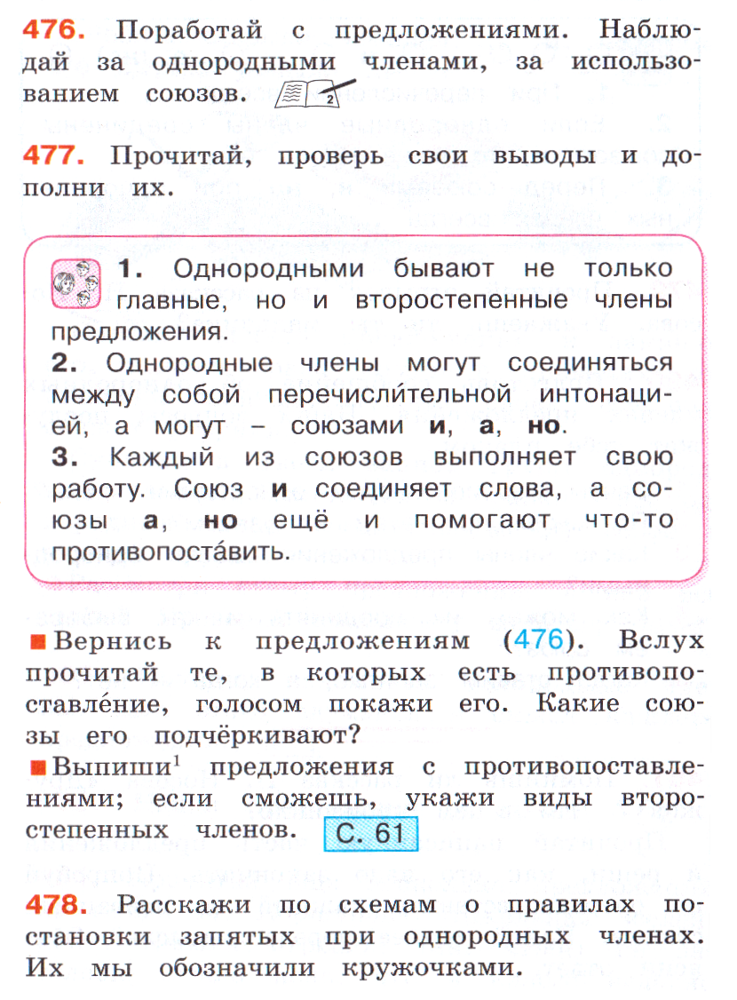 476. Поработай с предложениями. Наблю-
дай за однородными членами, за использо-
ванием союзов. 2
477. Прочитай, проверь свои выводы и до-
полни их.
1. Однородными бывают не только
главные, но и второстепенные члены
предложения.
2. Однородные члены могут соединяться
между собой перечисли́тельной интонаци-
ей, а могут – союзами и, а, но.
3. Каждый из союзов выполняет свою
работу. Союз и соединяет слова, а со-
юзы а, но ещё и помогают что-то
противопоста́вить.
Вернись к предложениям (476). Вслух
прочитай те, в которых есть противопо-
ставле́ние, голосом покажи его. Какие сою-
зы его подчёркивают?
Выпиши¹ предложения с противопоставле-
ниями; если сможешь, укажи виды второ-
степенных членов. С. 61
478. Расскажи по схемам о правилах по-
становки запятых при однородных членах.
Их мы обозначили кружочками.